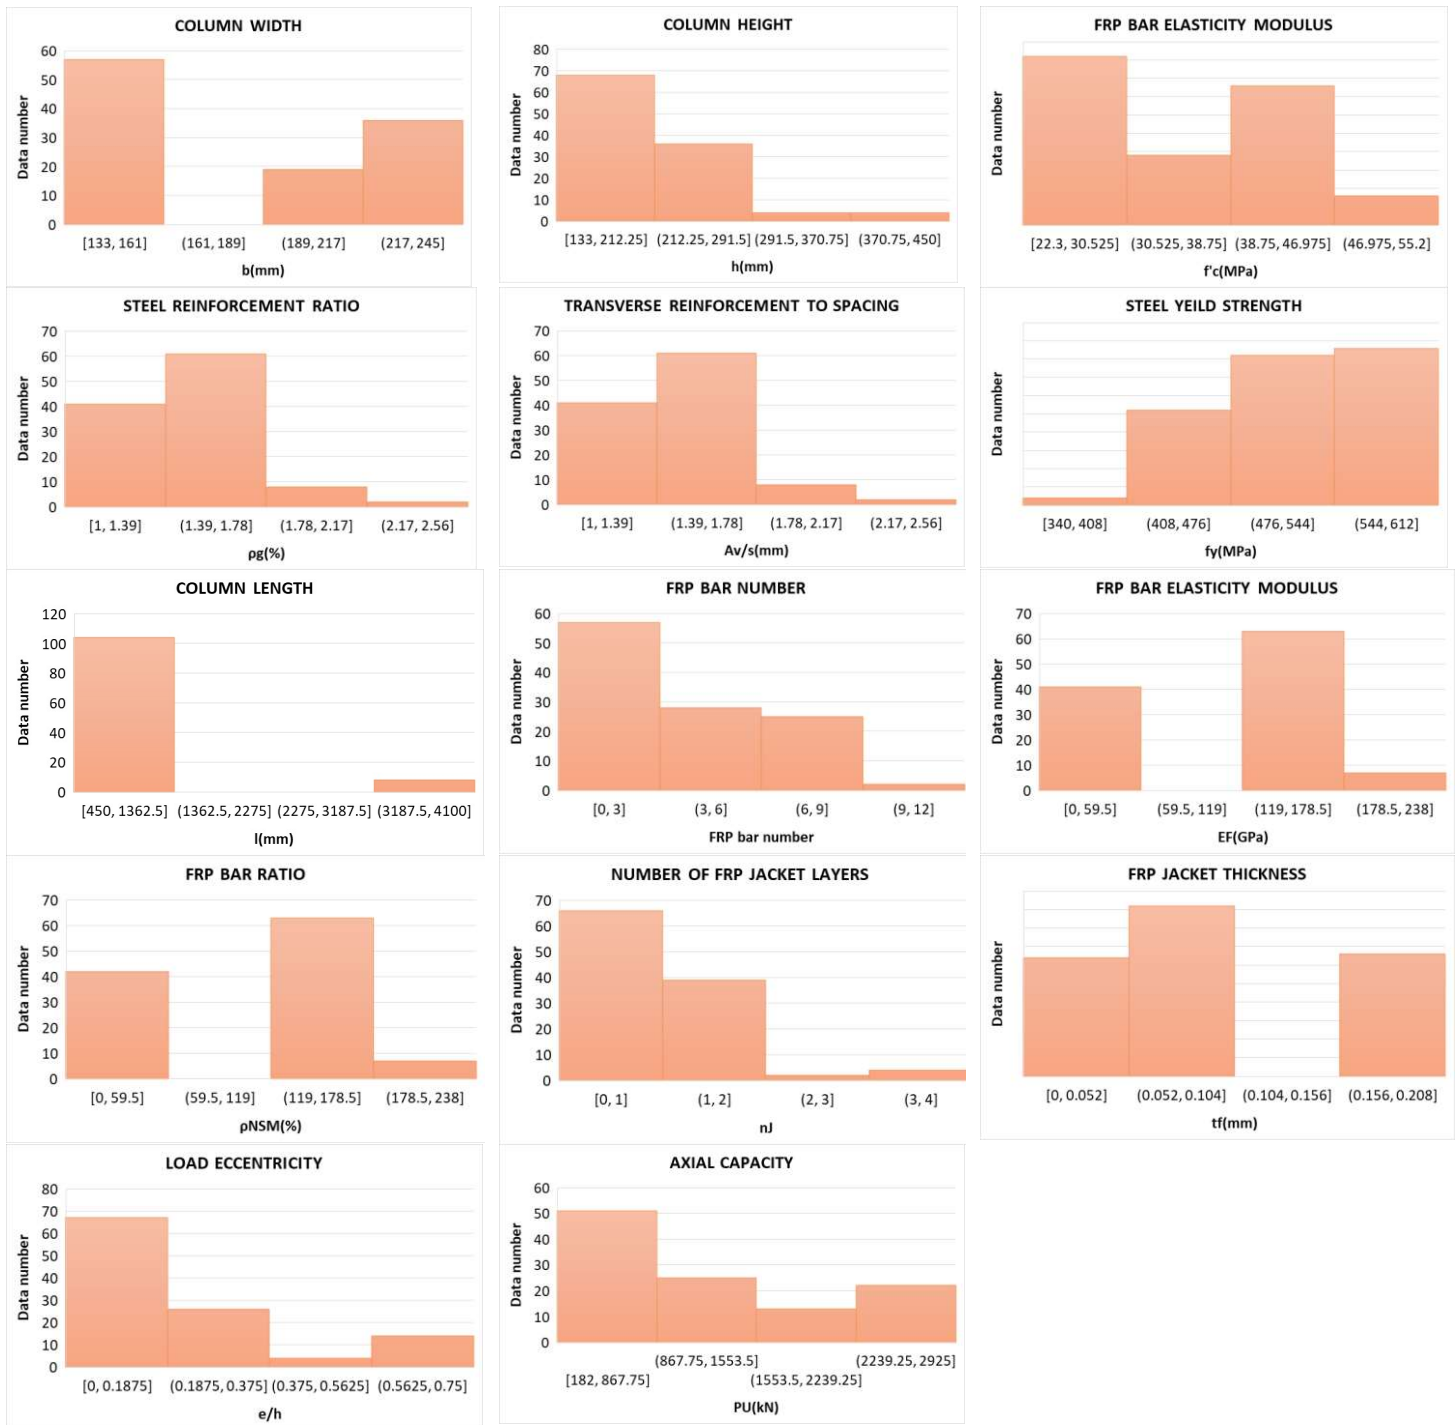 COLUMN WIDTH
Data number
60
50
40
30
20
10
0
[133, 161] (161, 189] (189, 217] (217, 245]
b(mm)
COLUMN HEIGHT
Data number
80
70
60
50
40
30
20
10
0
[133, 212.25] (212.25, 291.5] (291.5, 370.75] (370.75, 450]
h(mm)
FRP BAR ELASTICITY MODULUS
Data number
[22.3, 30.525] (30.525, 38.75] (38.75, 46.975] (46.975, 55.2]
f'c(MPa)
STEEL REINFORCEMENT RATIO
Data number
70
60
50
40
30
20
10
0
[1, 1.39] (1.39, 1.78] (1.78, 2.17] (2.17, 2.56]
ρg(%)
TRANSVERSE REINFORCEMENT TO SPACING
Data number
70
60
50
40
30
20
10
0
[1, 1.39] (1.39, 1.78] (1.78, 2.17] (2.17, 2.56]
Av/s(mm)
STEEL YEILD STRENGTH
Data number
[340, 408] (408, 476] (476, 544] (544, 612]
fy(MPa)
COLUMN LENGTH
Data number
120
100
80
60
40
20
0
[450, 1362.5] (1362.5, 2275] (2275, 3187.5] (3187.5, 4100]
l(mm)
FRP BAR NUMBER
Data number
60
50
40
30
20
10
0
[0, 3] (3, 6] (6, 9] (9, 12]
FRP bar number
FRP BAR ELASTICITY MODULUS
Data number
70
60
50
40
30
20
10
0
[0, 59.5] (59.5, 119] (119, 178.5] (178.5, 238]
EF(GPa)
FRP BAR RATIO
Data number
70
60
50
40
30
20
10
0
[0, 59.5] (59.5, 119] (119, 178.5] (178.5, 238]
ρNSM(%)
NUMBER OF FRP JACKET LAYERS
Data number
70
60
50
40
30
20
10
0
[0, 1] (1, 2] (2, 3] (3, 4]
nJ
FRP JACKET THICKNESS
Data number
[0, 0.052] (0.052, 0.104] (0.104, 0.156] (0.156, 0.208]
tf(mm)
LOAD ECCENTRICITY
Data number
80
70
60
50
40
30
20
10
0
[0, 0.1875] (0.1875, 0.375] (0.375, 0.5625] (0.5625, 0.75]
e/h
AXIAL CAPACITY
Data number
60
50
40
30
20
10
0
(867.75, 1553.5] (2239.25, 2925]
[182, 867.75] (1553.5, 2239.25]
PU(kN)